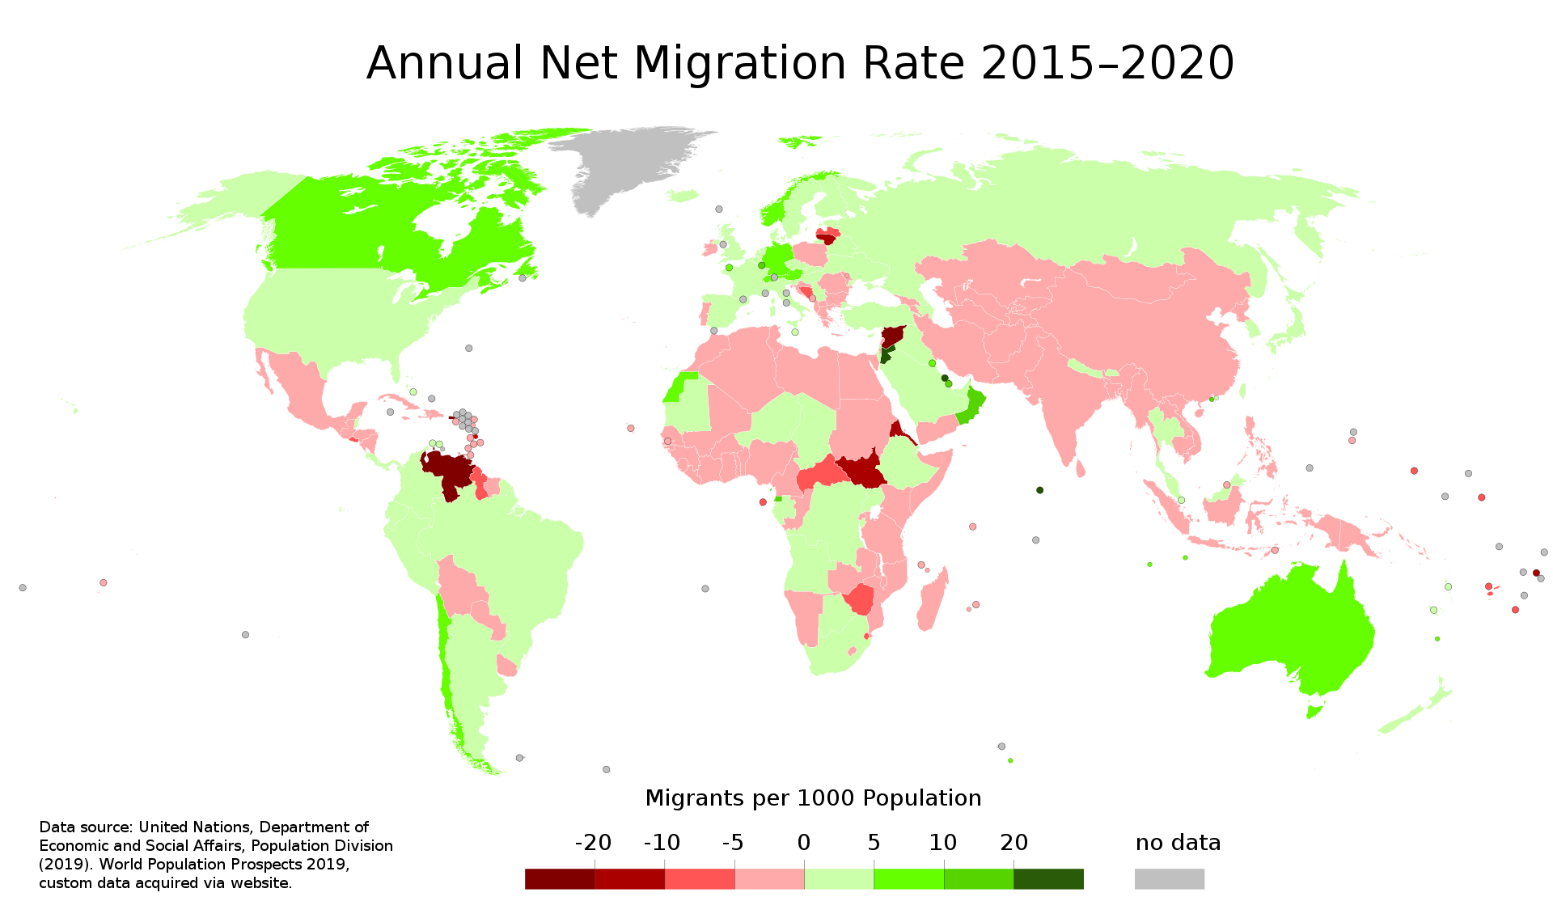 Annual Net Migration Rate 2015–2020
Migrants per 1000 Population
-20 -10 -5 0 5 10 20 no data
Data source: United Nations, Department of
Economic and Social Affairs, Population Division
(2019). World Population Prospects 2019,
custom data acquired via website.